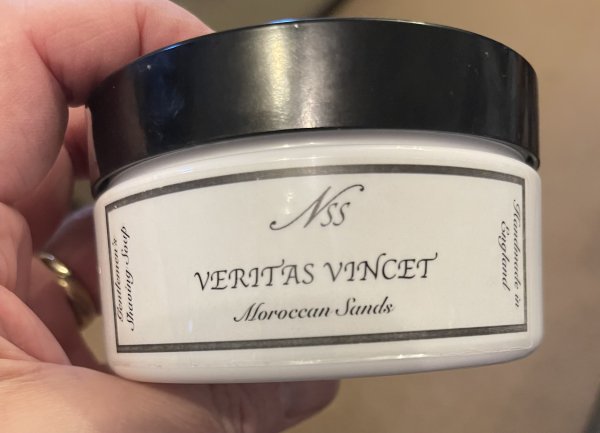 Nss
VERITAS VINCET
Moroccan Sands
Gentlemen's
Shaving Soap
Handmade in
England